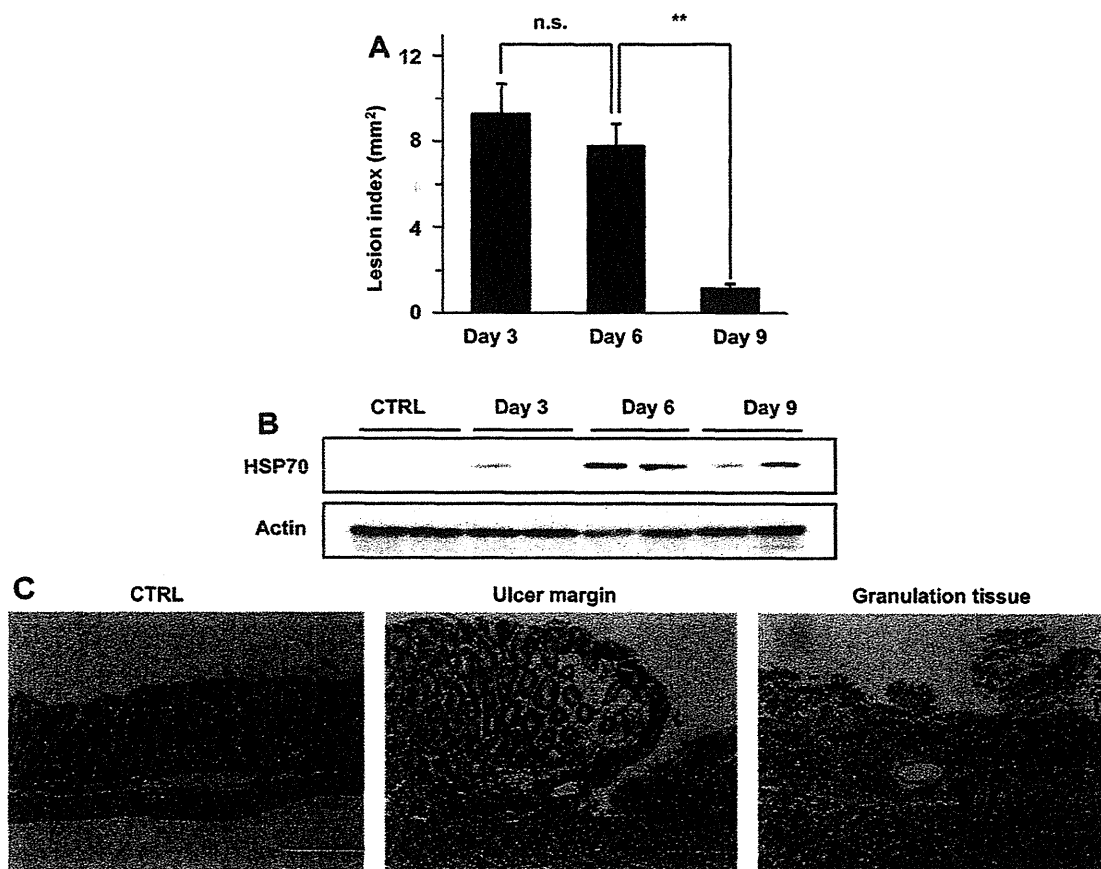 n.s. **
A
12
8
4
0
Lesion index (mm²)
Day 3 Day 6 Day 9
B
CTRL Day 3 Day 6 Day 9
HSP70
Actin
C
CTRL Ulcer margin Granulation tissue